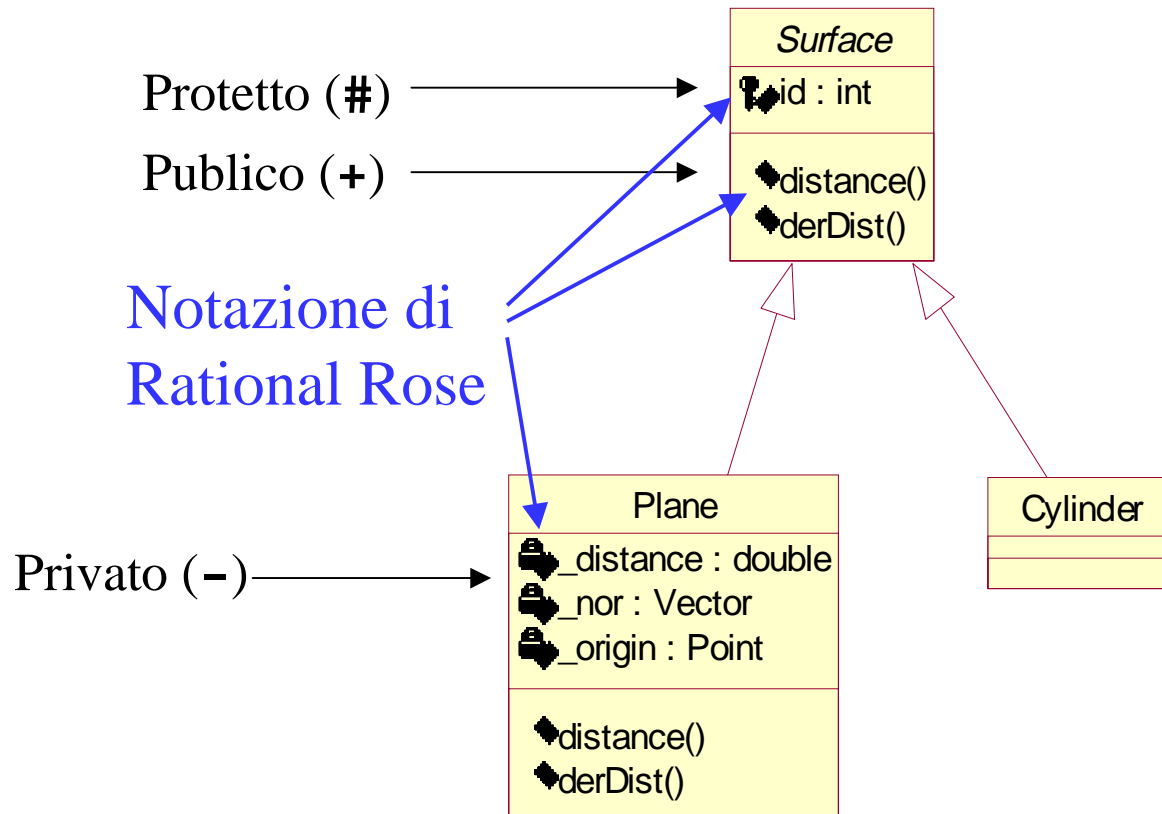 Surface
Protetto (#)
id : int
Publico (+)
distance()
derDist()
Notazione di
Rational Rose
Plane
Cylinder
Privato (–)
_distance : double
_nor : Vector
_origin : Point
distance()
derDist()